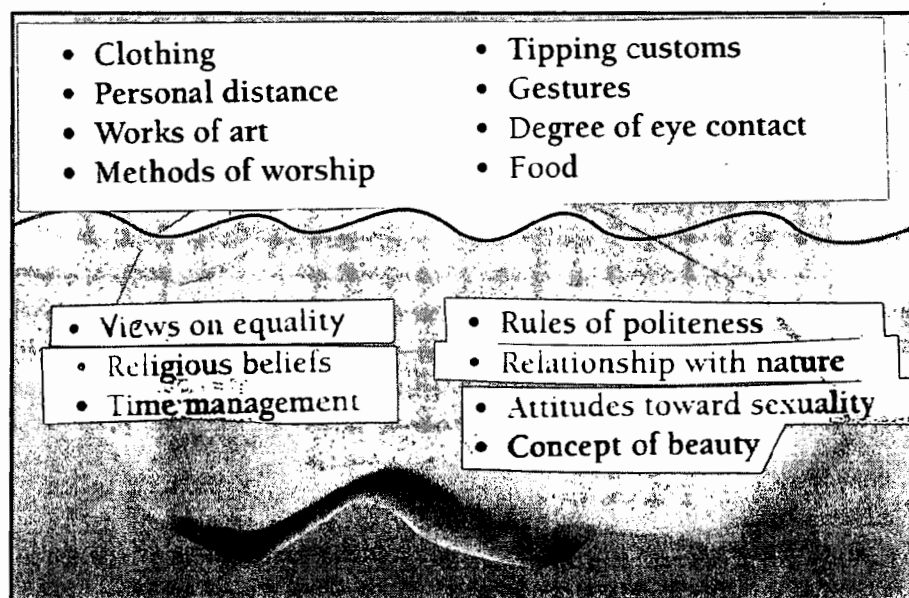 • Clothing
• Personal distance
• Works of art
• Methods of worship
• Tipping customs
• Gestures
• Degree of eye contact
• Food
• Views on equality
• Religious beliefs
• Time management
• Rules of politeness
• Relationship with nature
• Attitudes toward sexuality
• Concept of beauty